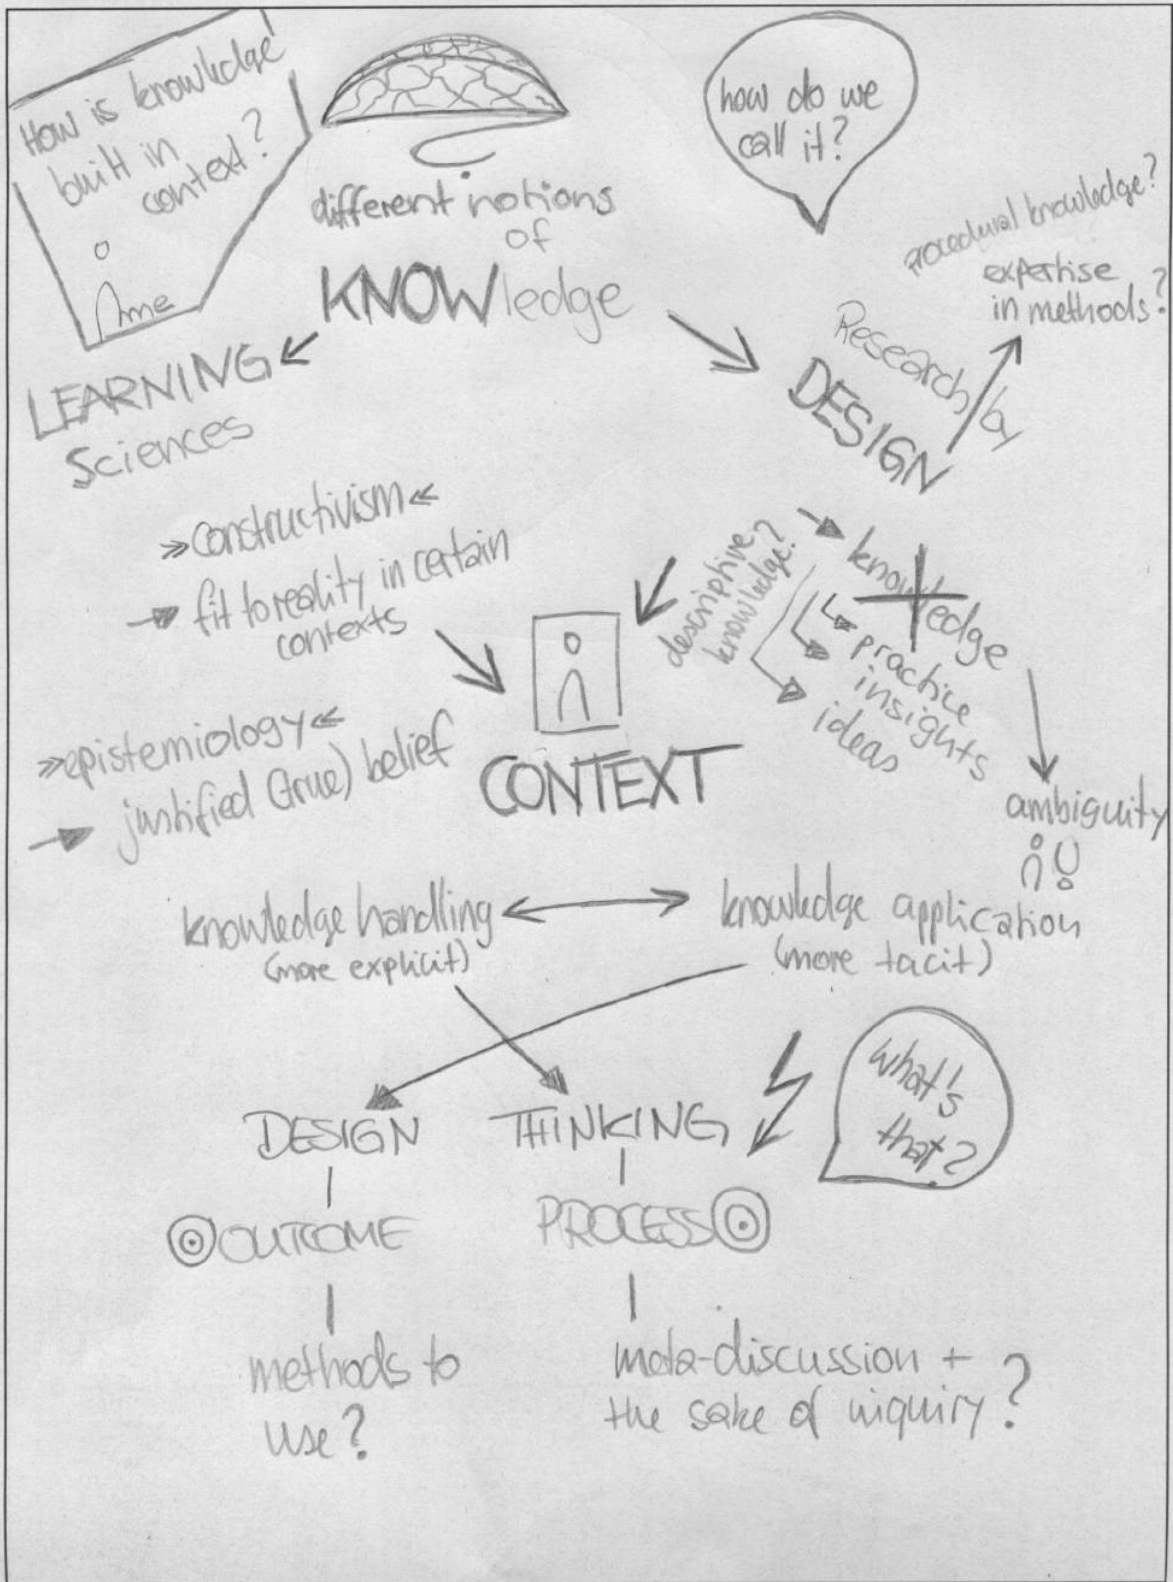 How is knowledge
built in
context?
me
different notions
of
KNOWledge
how do we
call it?
procedural knowledge?
expertise
in methods?
LEARNING
Sciences
Research by
DESIGN
»constructivism«
fit to reality in certain
contexts
»epistemiology«
justified (true) belief
CONTEXT
descriptive
knowledge?
knowledge
practice
insights
ideas
ambiguity
knowledge handling
(more explicit)
knowledge application
(more tacit)
what's
that?
DESIGN THINKING
OUTCOME
PROCESS
methods to
use?
meta-discussion +
the sake of inquiry?